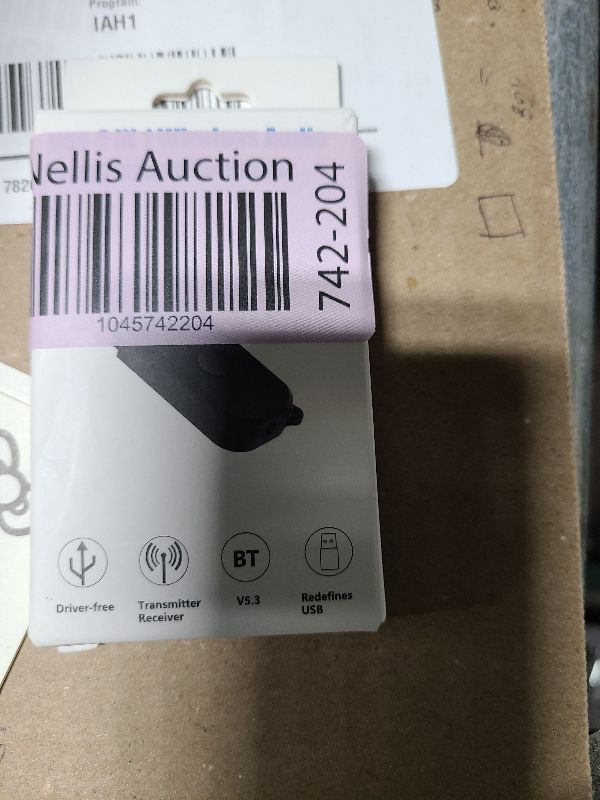 Program:
IAH1
Nellis Auction
742-204
1045742204
Driver-free
Transmitter
Receiver
BT
V5.3
Redefines
USB